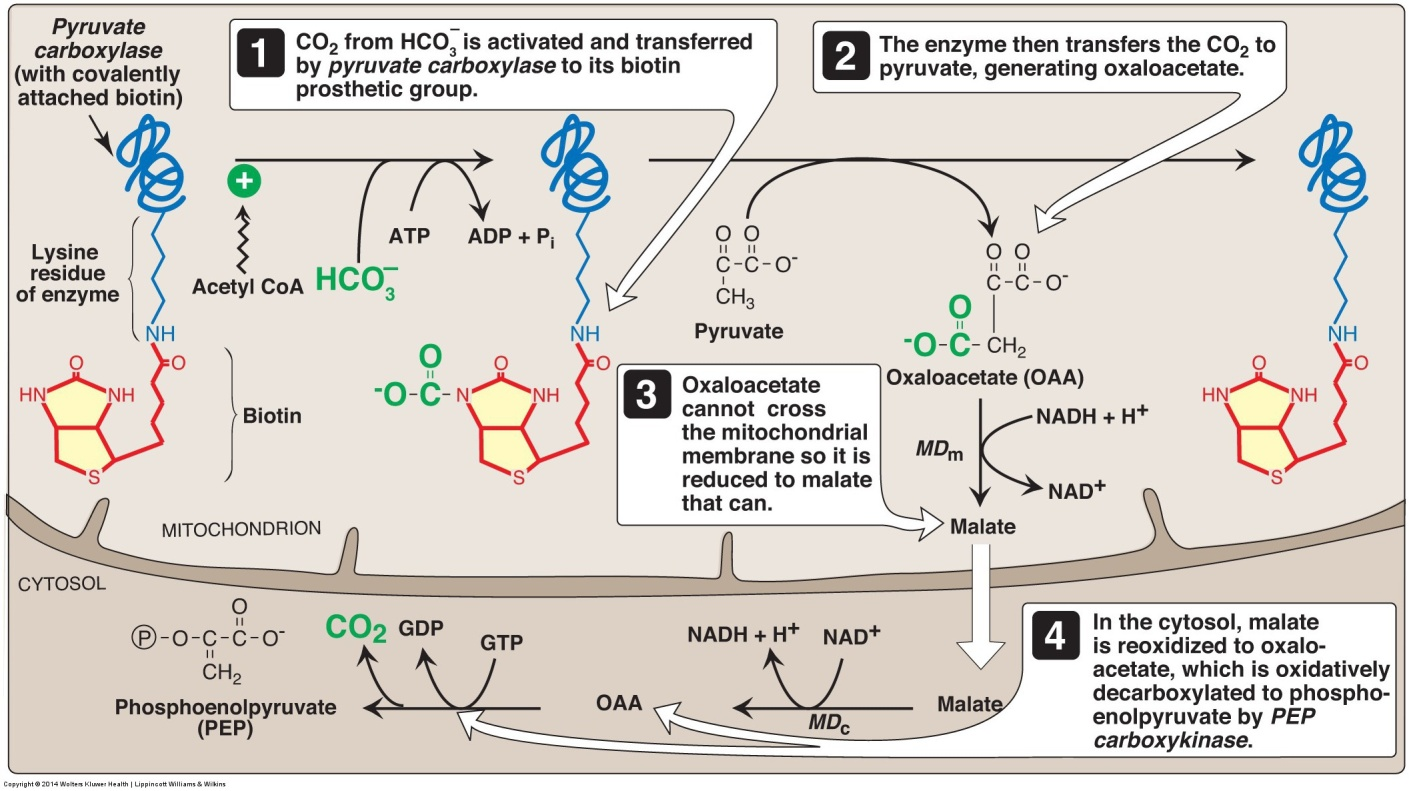 Pyruvate
carboxylase
(with covalently
attached biotin)
1
CO2 from HCO3− is activated and transferred
by pyruvate carboxylase to its biotin
prosthetic group.
2
The enzyme then transfers the CO2 to
pyruvate, generating oxaloacetate.
+
Acetyl CoA
HCO3−
ATP
ADP + Pi
Lysine
residue
of enzyme
NH
O
O
HN
NH
S
Biotin
NH
O
O
-O-C-N
O
NH
S
O O
C-C-O-
CH3
Pyruvate
O O
C-C-O-
O
-O-C-CH2
Oxaloacetate (OAA)
NH
O
O
HN
NH
S
3
Oxaloacetate
cannot cross
the mitochondrial
membrane so it is
reduced to malate
that can.
MDm
NADH + H+
NAD+
Malate
MITOCHONDRION
CYTOSOL
O
P-O-C-C-O-
CH2
Phosphoenolpyruvate
(PEP)
CO2
GDP
GTP
OAA
NADH + H+
NAD+
MDc
Malate
4
In the cytosol, malate
is reoxidized to oxalo-
acetate, which is oxidatively
decarboxylated to phospho-
enolpyruvate by PEP
carboxykinase.
Copyright © 2014 Wolters Kluwer Health | Lippincott Williams & Wilkins